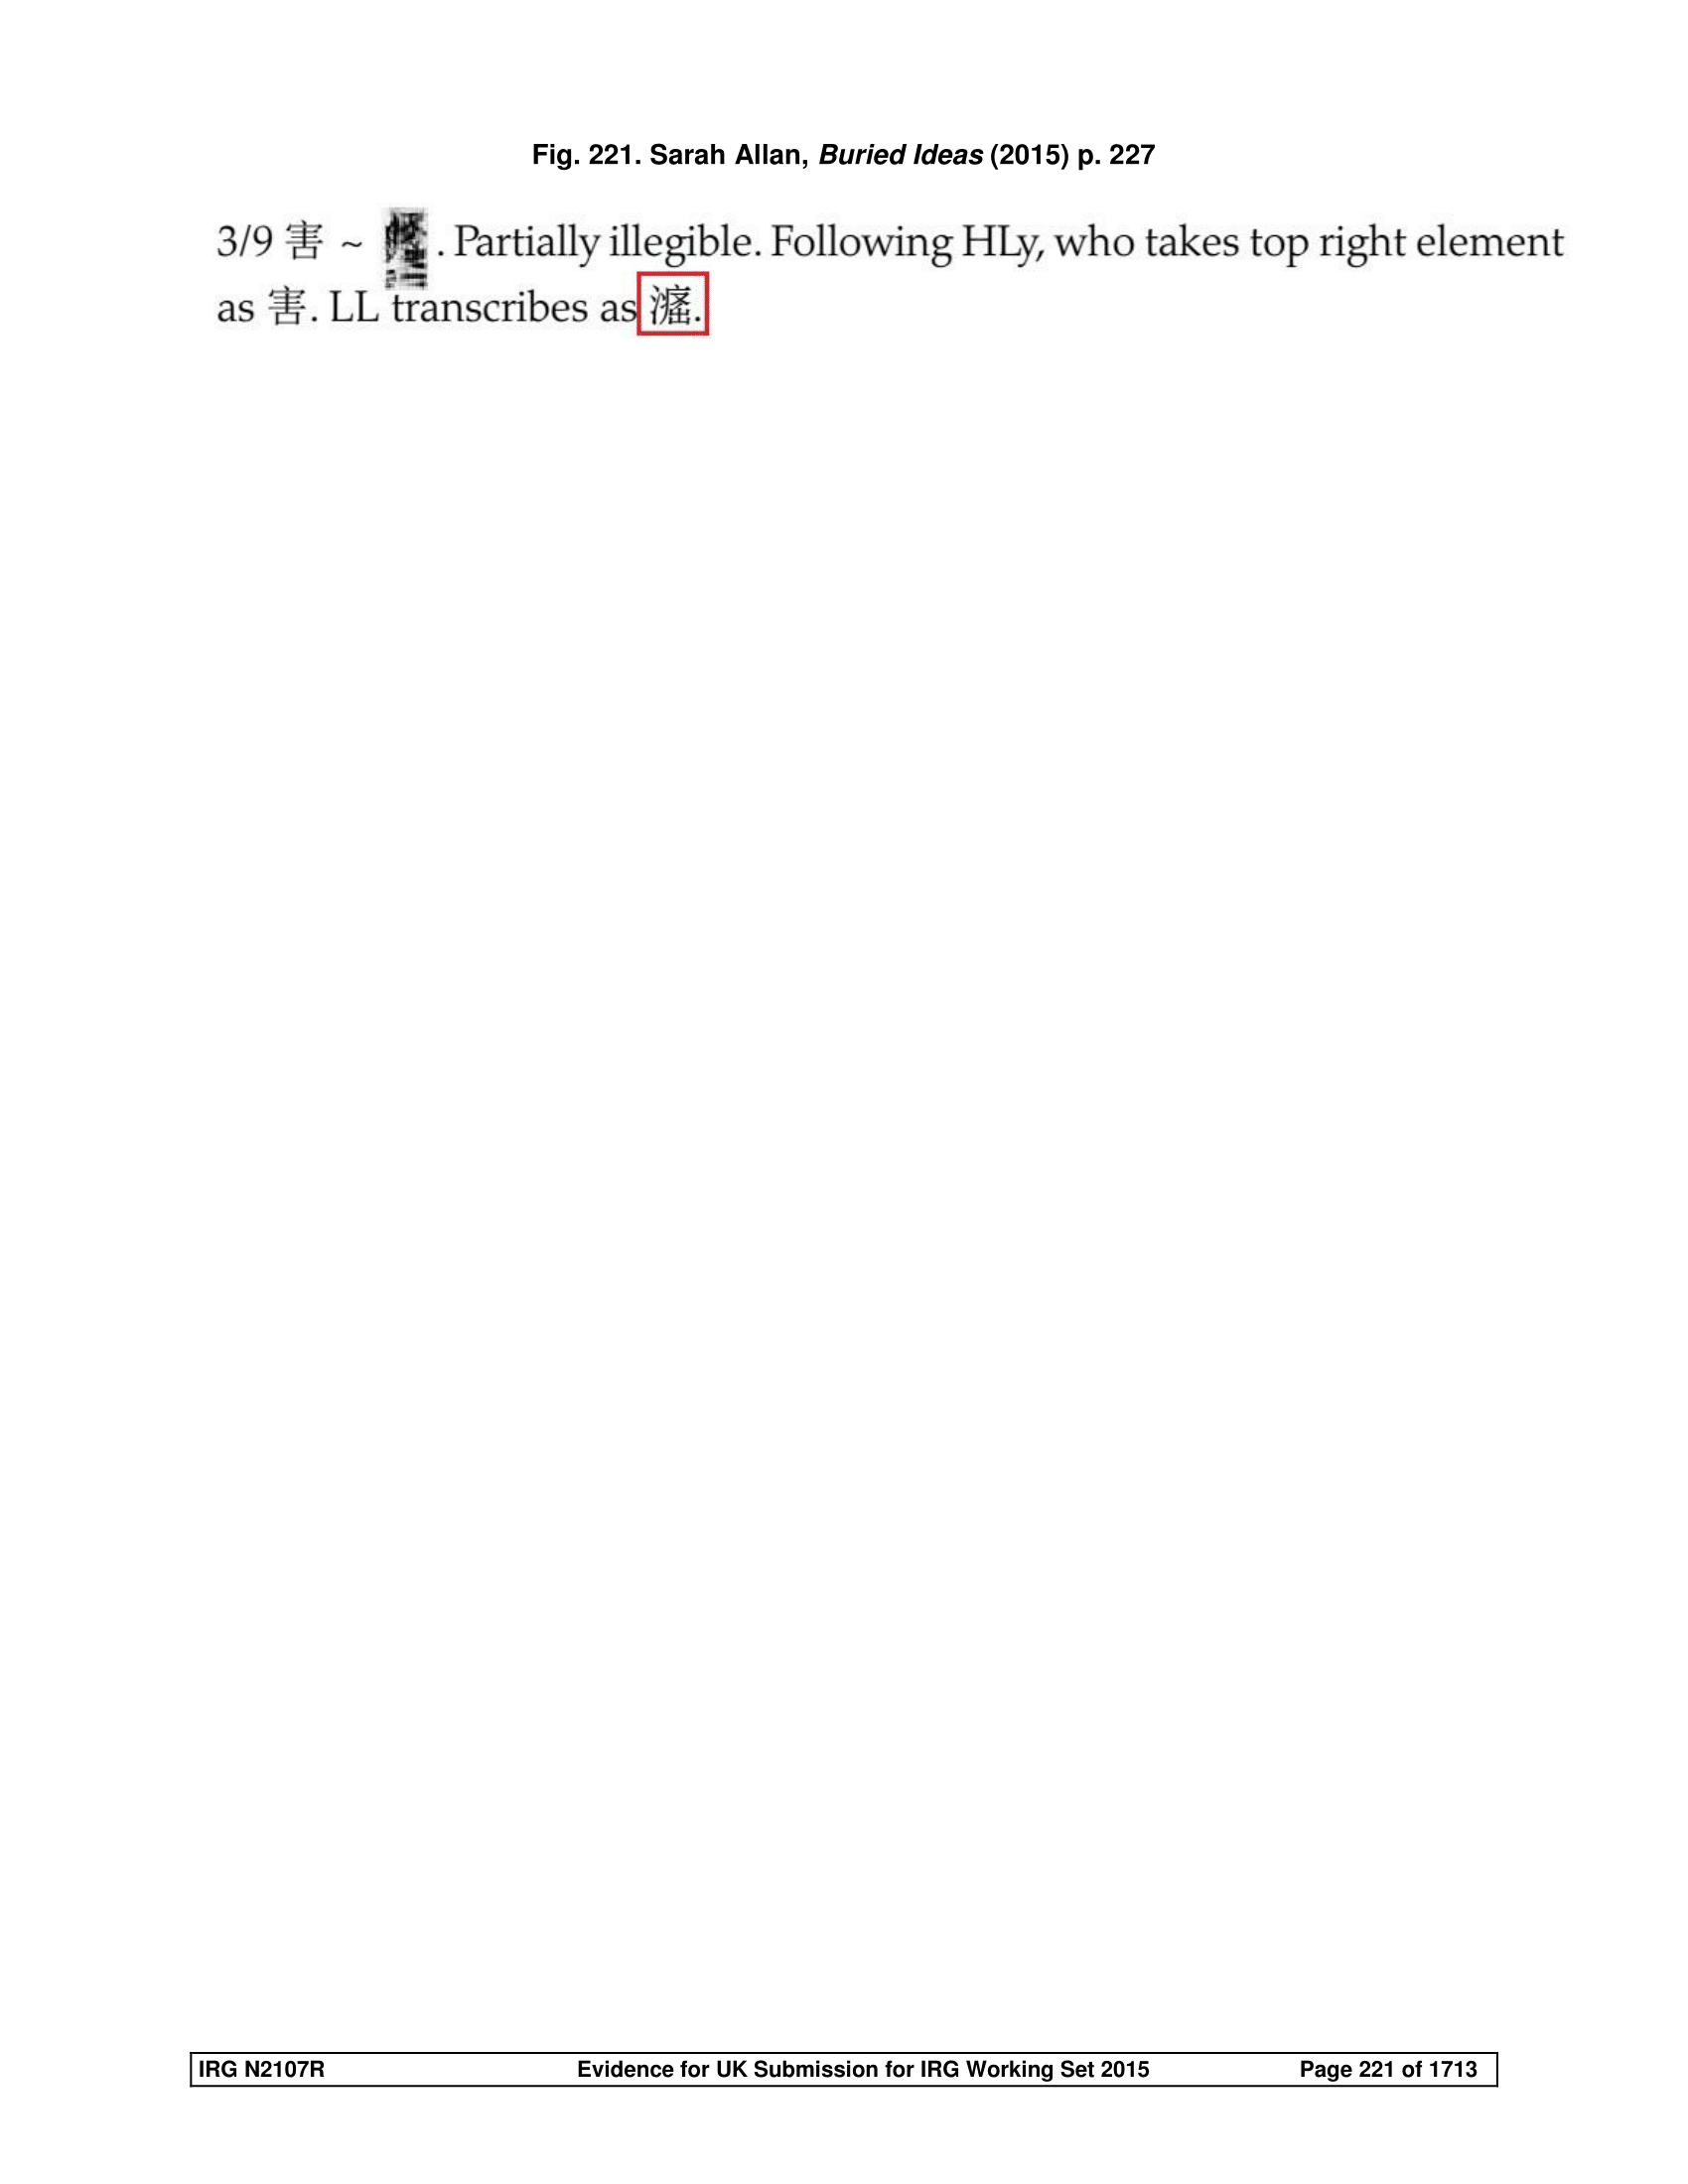 Fig. 221. Sarah Allan, Buried Ideas (2015) p. 227
3/9 害 ~ . Partially illegible. Following HLy, who takes top right element
as 害. LL transcribes as .
IRG N2107R Evidence for UK Submission for IRG Working Set 2015 Page 221 of 1713